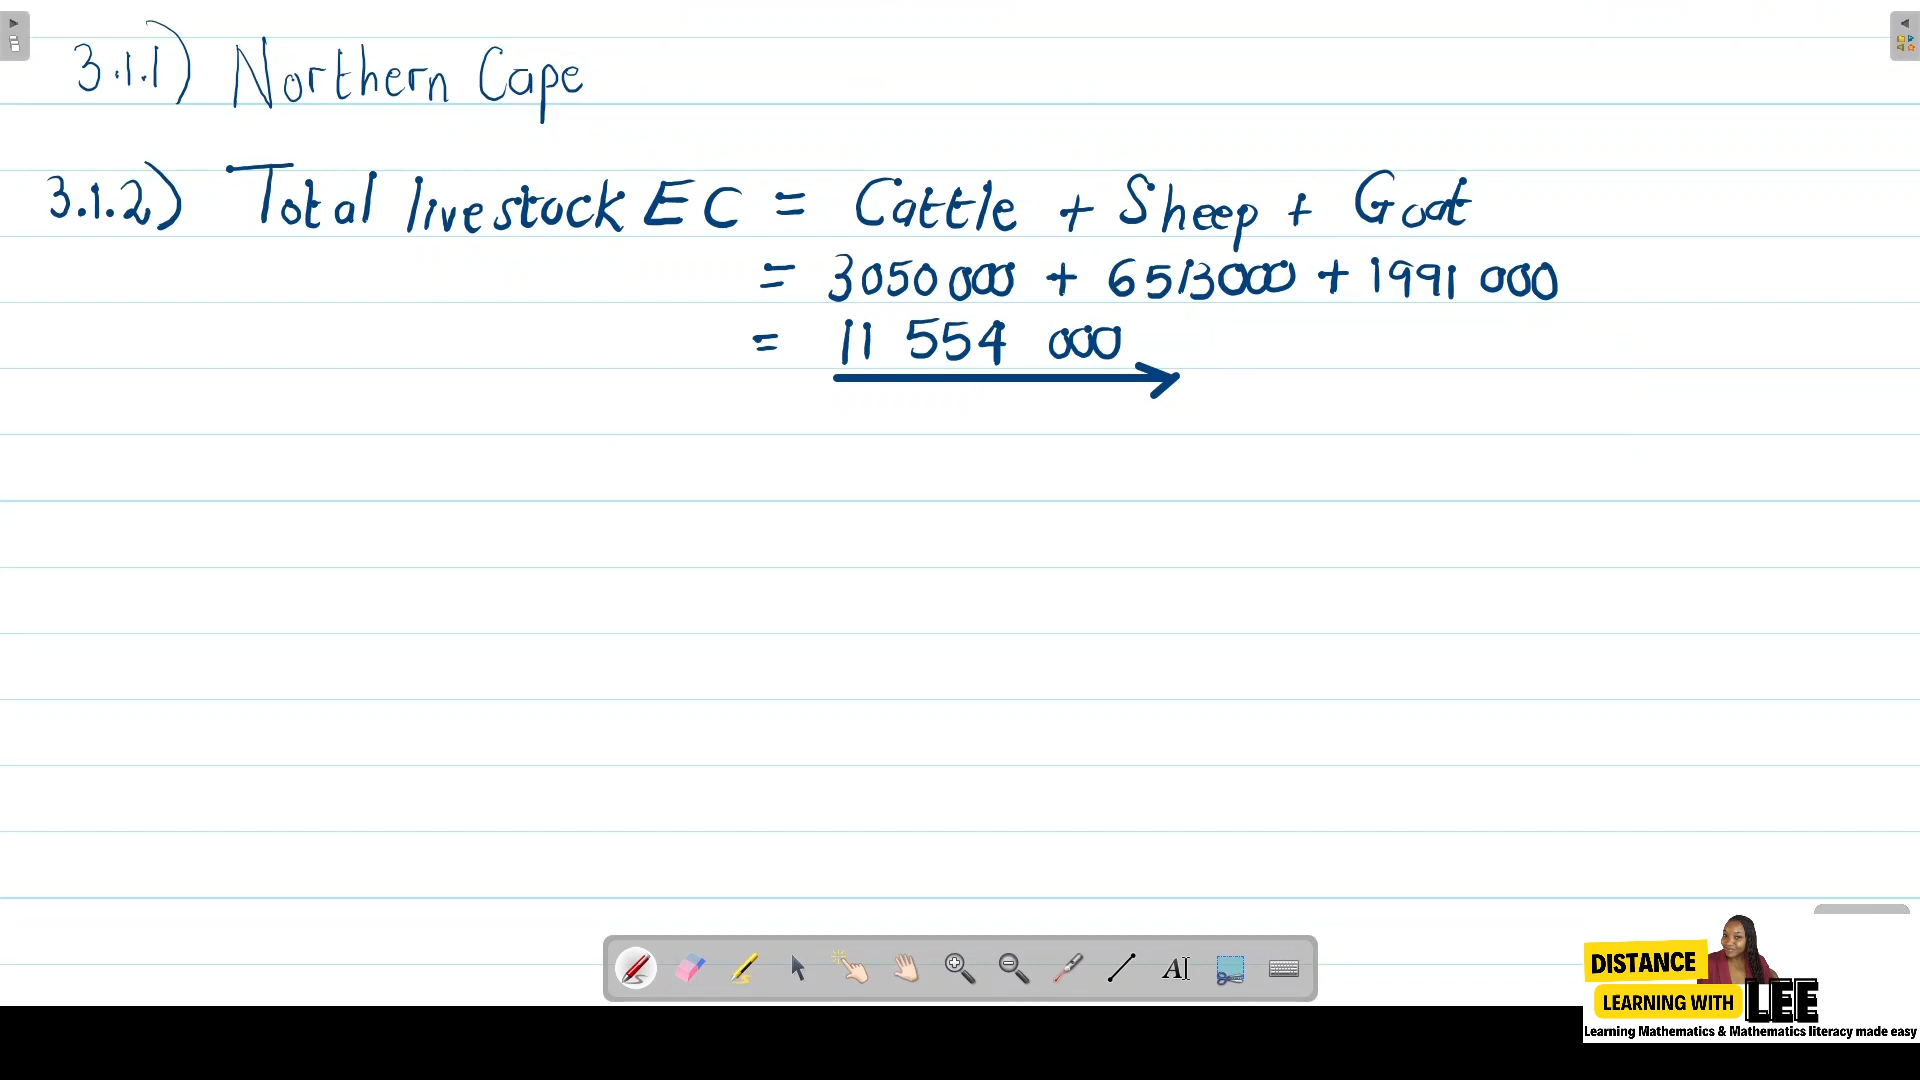 3.1.1) Northern Cape
3.1.2) Total livestock EC = Cattle + Sheep + Goat
= 3050 000 + 6513000 + 1991 000
= 11 554 000
AI
DISTANCE
LEARNING WITH LEE
Learning Mathematics & Mathematics literacy made easy